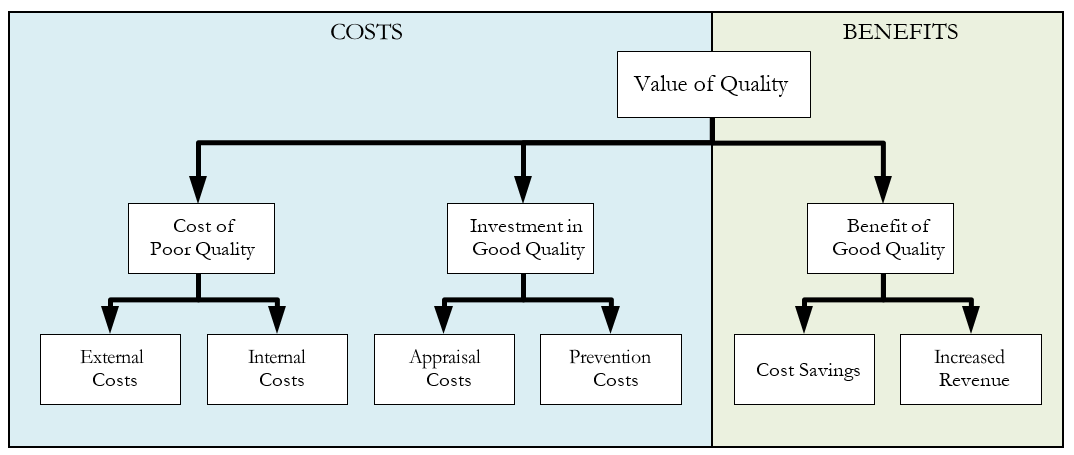 COSTS
BENEFITS
Value of Quality
Cost of
Poor Quality
Investment in
Good Quality
Benefit of
Good Quality
External
Costs
Internal
Costs
Appraisal
Costs
Prevention
Costs
Cost Savings
Increased
Revenue